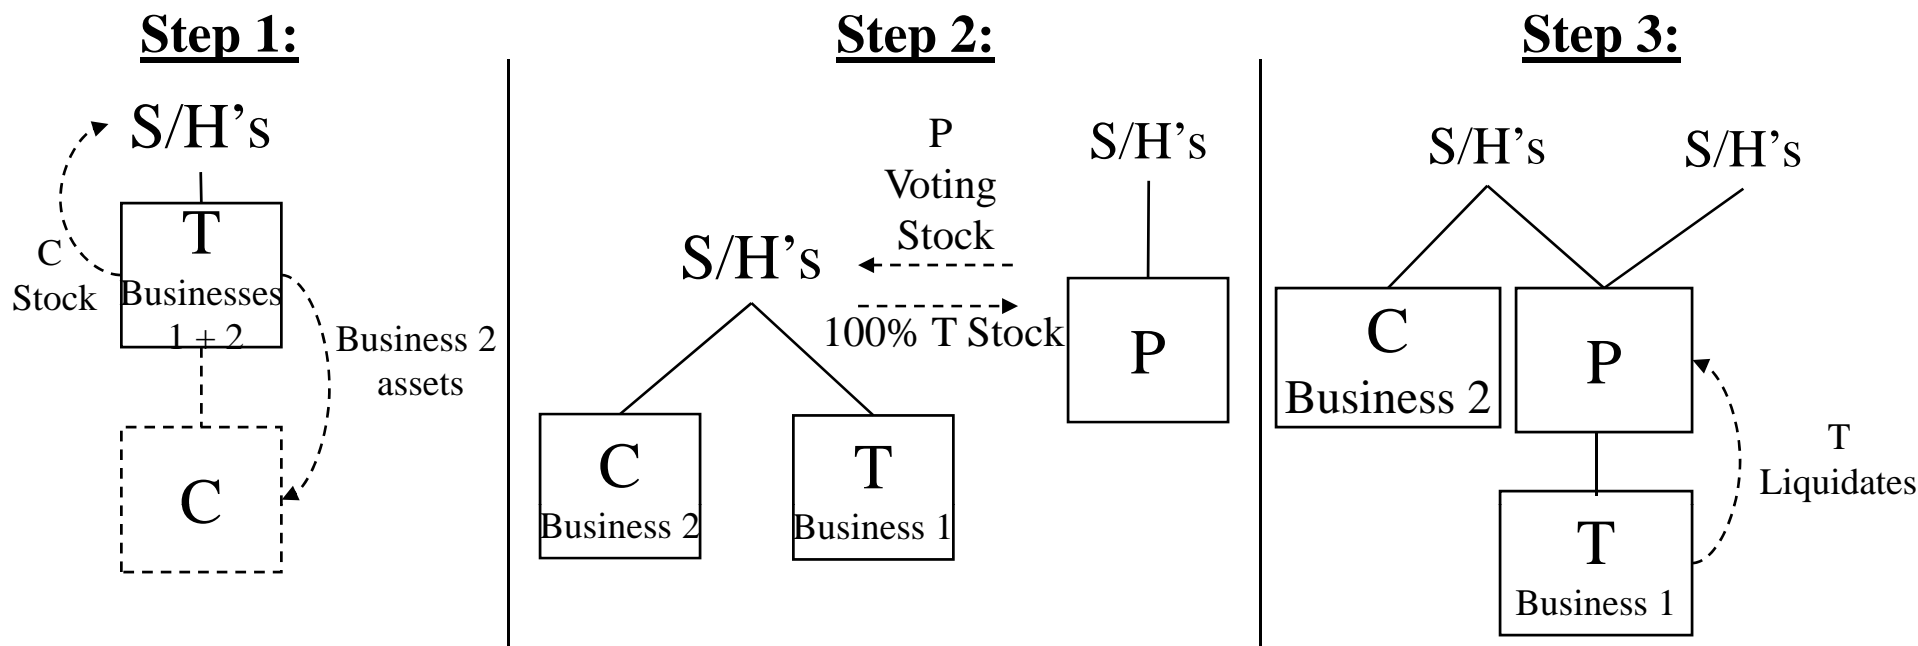 Step 1:
S/H's
T
Businesses
1 + 2
C
Stock
Business 2
assets
C
Step 2:
P
Voting
Stock
S/H's
S/H's
100% T Stock
P
C
Business 2
T
Business 1
Step 3:
S/H's
S/H's
C
Business 2
P
T
Liquidates
T
Business 1